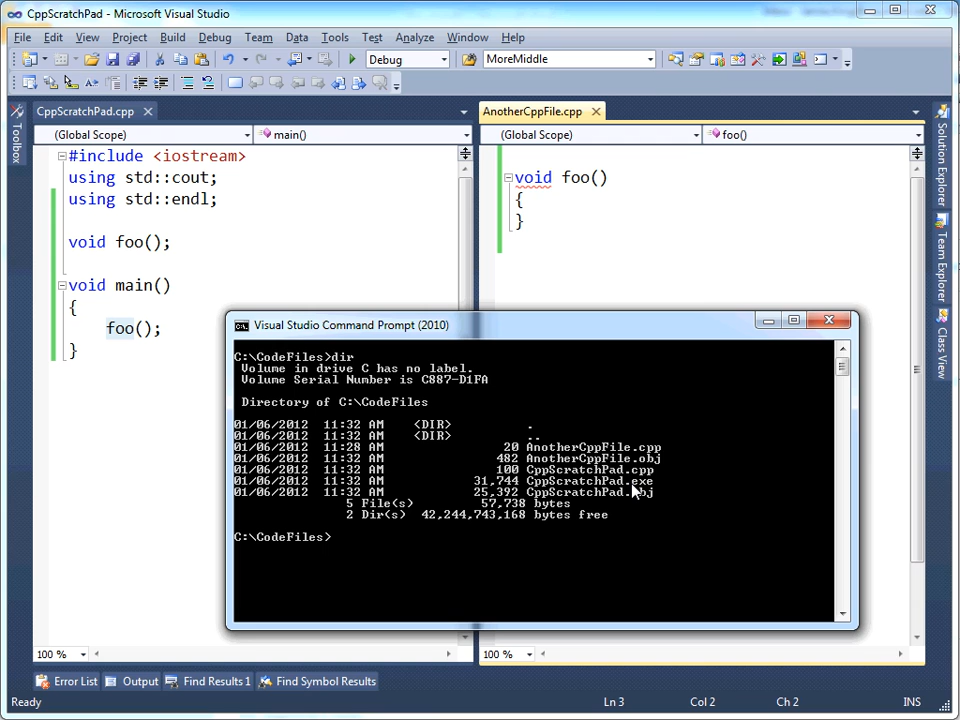 CppScratchPad - Microsoft Visual Studio
File Edit View Project Build Debug Team Data Tools Test Analyze Window Help
Debug MoreMiddle
CppScratchPad.cpp
AnotherCppFile.cpp
(Global Scope) main()
(Global Scope) foo()
Toolbox
Solution Explorer
Team Explorer
Class View
#include <iostream>
using std::cout;
using std::endl;
void foo();
void main()
{
foo();
}
void foo()
{
}
Visual Studio Command Prompt (2010)
C:\CodeFiles>dir
Volume in drive C has no label.
Volume Serial Number is C887-D1FA
Directory of C:\CodeFiles
01/06/2012 11:32 AM <DIR> .
01/06/2012 11:32 AM <DIR> ..
01/06/2012 11:28 AM 20 AnotherCppFile.cpp
01/06/2012 11:32 AM 482 AnotherCppFile.obj
01/06/2012 11:32 AM 100 CppScratchPad.cpp
01/06/2012 11:32 AM 31,744 CppScratchPad.exe
01/06/2012 11:32 AM 25,392 CppScratchPad.obj
5 File(s) 57,738 bytes
2 Dir(s) 42,244,743,168 bytes free
C:\CodeFiles>
100 %
100 %
Error List Output Find Results 1 Find Symbol Results
Ready Ln 3 Col 2 Ch 2 INS